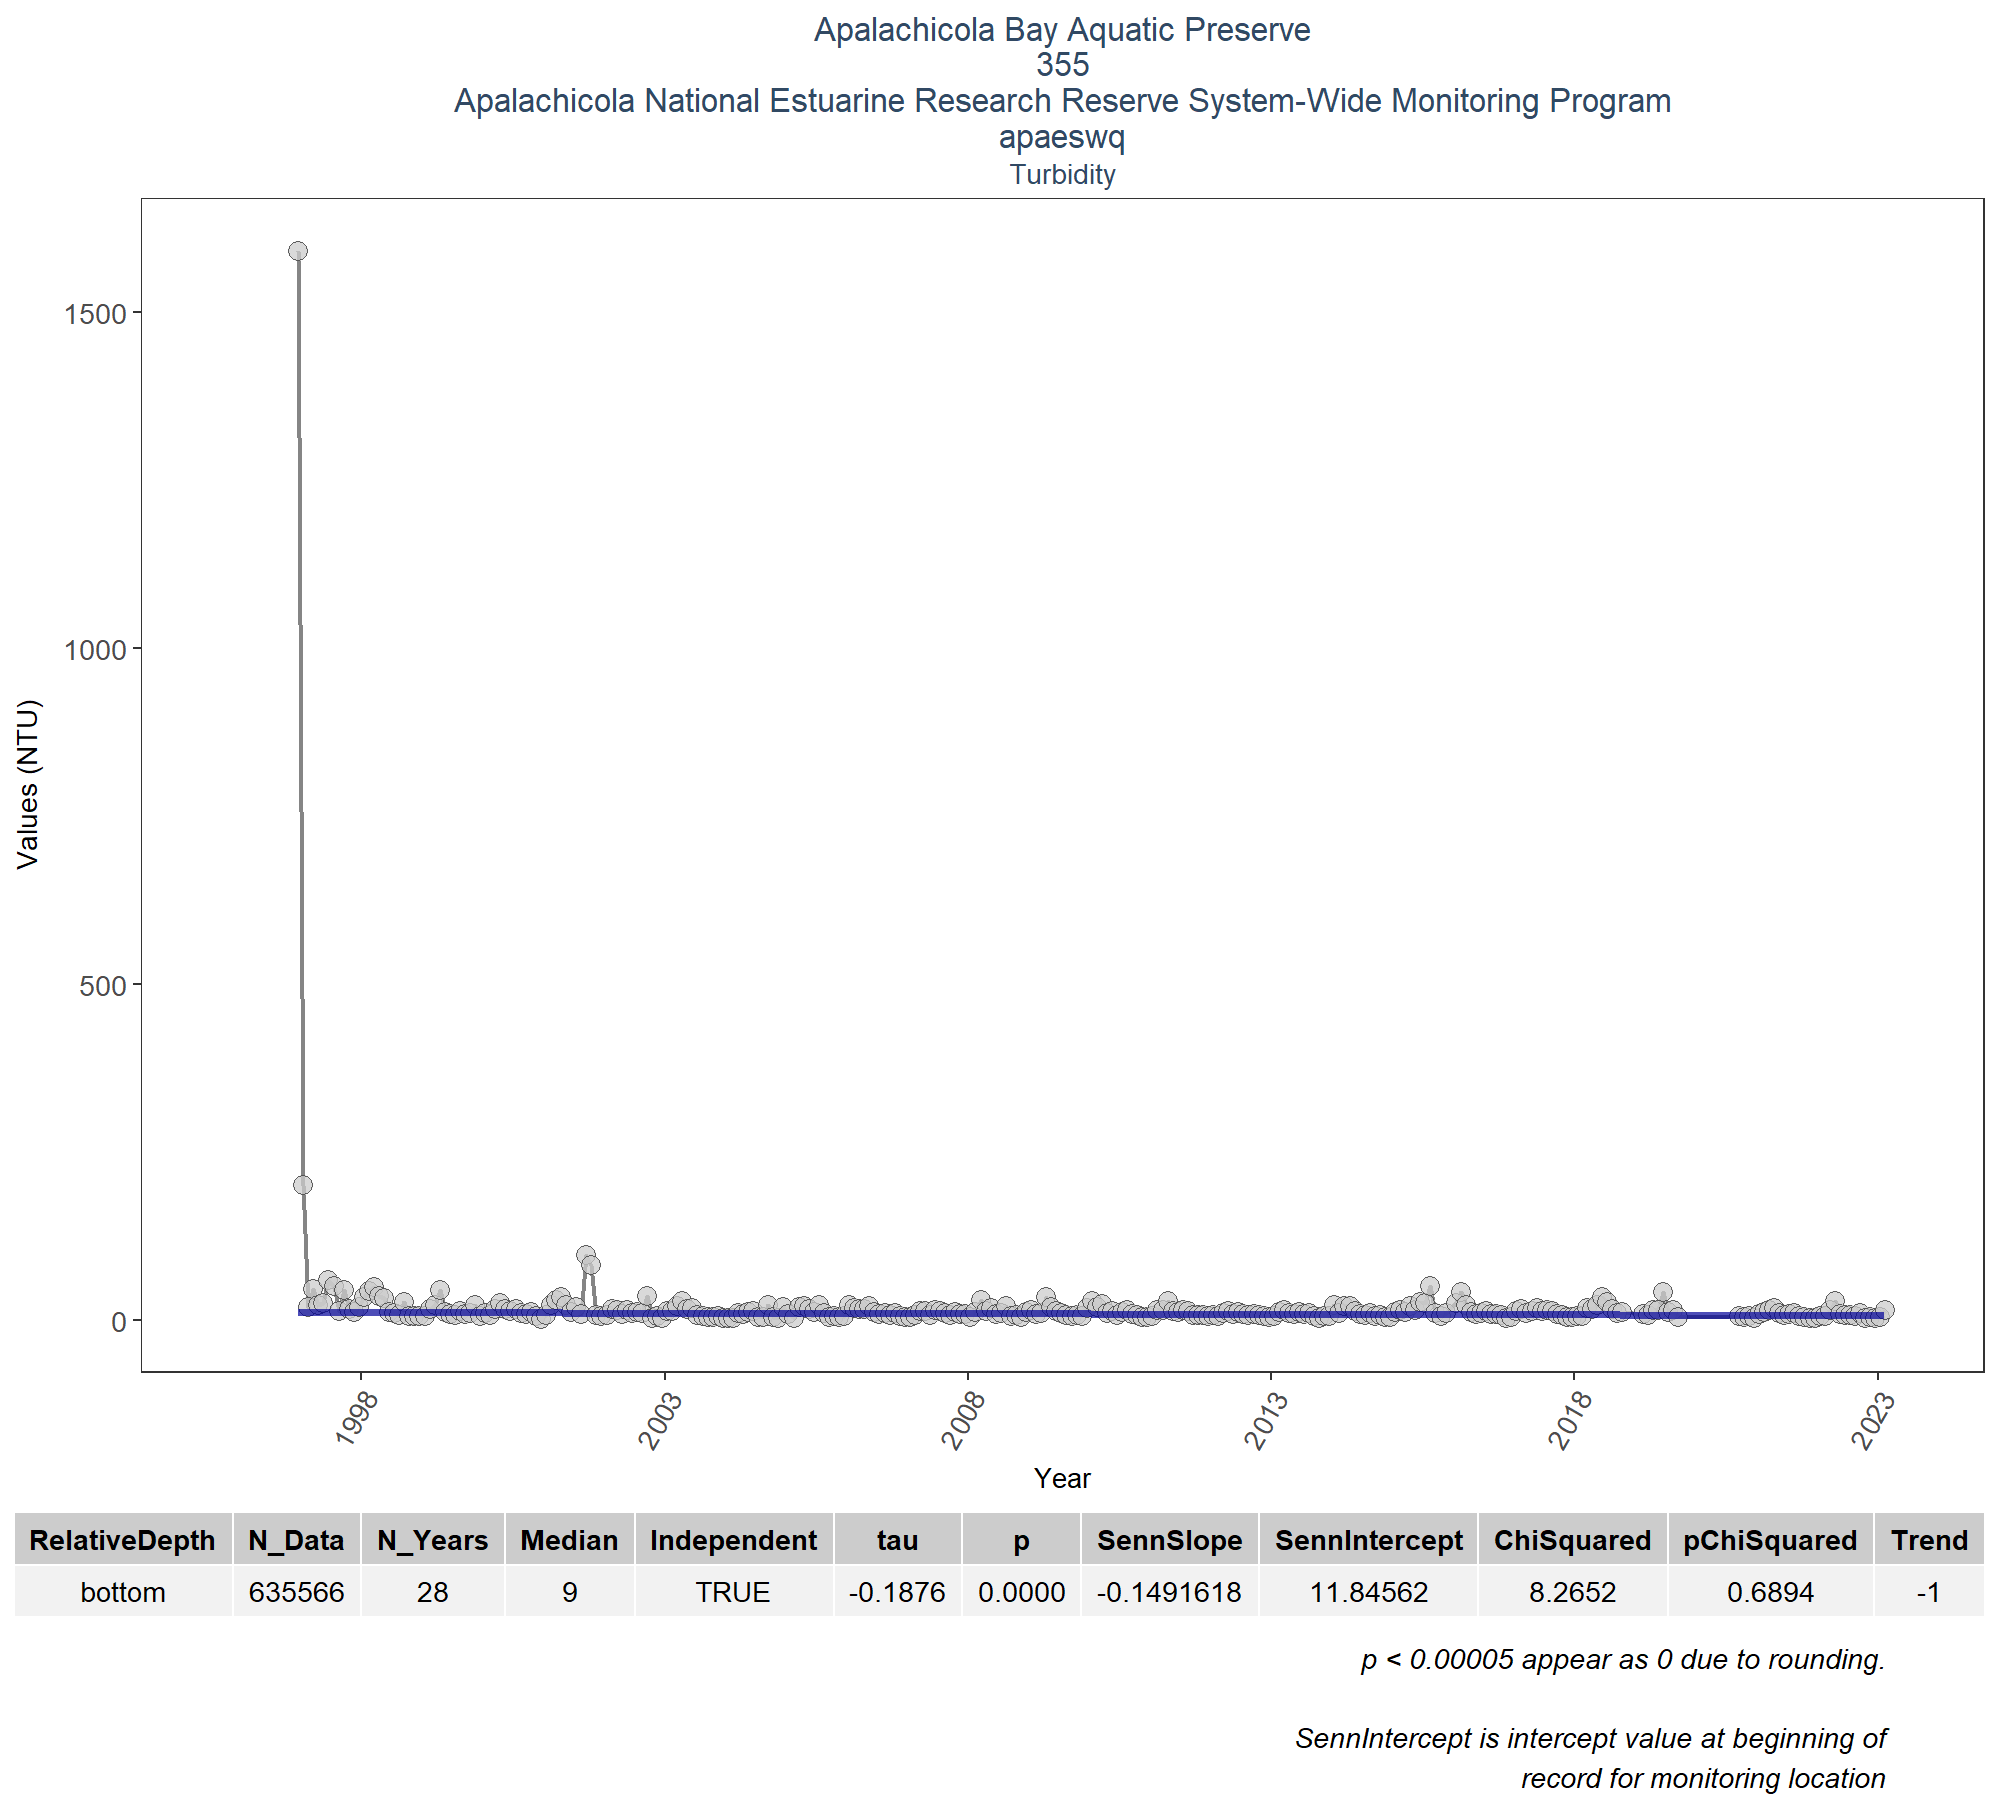 Apalachicola Bay Aquatic Preserve
355
Apalachicola National Estuarine Research Reserve System-Wide Monitoring Program
apaeswq
Turbidity
1500
1000
500
0
Values (NTU)
1998 2003 2008 2013 2018 2023
Year
RelativeDepth N_Data N_Years Median Independent tau p SennSlope SennIntercept ChiSquared pChiSquared Trend
bottom 635566 28 9 TRUE -0.1876 0.0000 -0.1491618 11.84562 8.2652 0.6894 -1
p < 0.00005 appear as 0 due to rounding.
SennIntercept is intercept value at beginning of
record for monitoring location